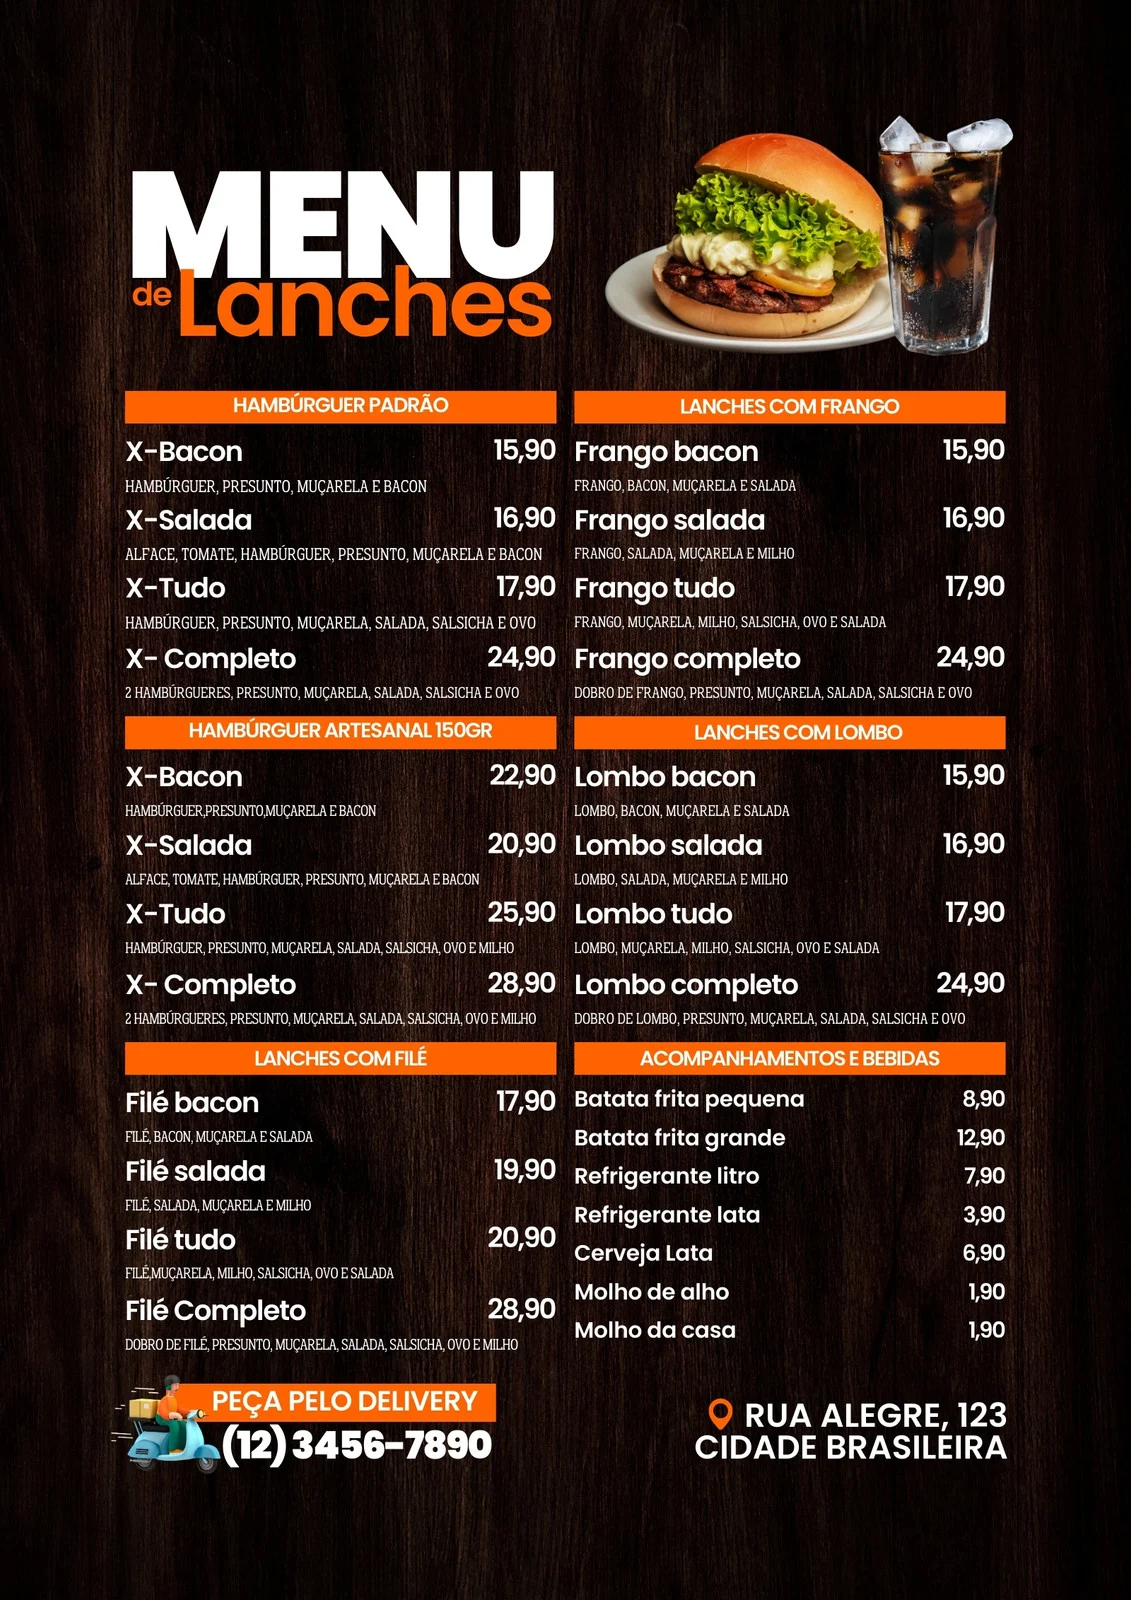 MENU
de Lanches
HAMBÚRGUER PADRÃO
X-Bacon 15,90
HAMBÚRGUER, PRESUNTO, MUÇARELA E BACON
X-Salada 16,90
ALFACE, TOMATE, HAMBÚRGUER, PRESUNTO, MUÇARELA E BACON
X-Tudo 17,90
HAMBÚRGUER, PRESUNTO, MUÇARELA, SALADA, SALSICHA E OVO
X- Completo 24,90
2 HAMBÚRGUERES, PRESUNTO, MUÇARELA, SALADA, SALSICHA E OVO
HAMBÚRGUER ARTESANAL 150GR
X-Bacon 22,90
HAMBÚRGUER,PRESUNTO,MUÇARELA E BACON
X-Salada 20,90
ALFACE, TOMATE, HAMBÚRGUER, PRESUNTO, MUÇARELA E BACON
X-Tudo 25,90
HAMBÚRGUER, PRESUNTO, MUÇARELA, SALADA, SALSICHA, OVO E MILHO
X- Completo 28,90
2 HAMBÚRGUERES, PRESUNTO, MUÇARELA, SALADA, SALSICHA, OVO E MILHO
LANCHES COM FILÉ
Filé bacon 17,90
FILÉ, BACON, MUÇARELA E SALADA
Filé salada 19,90
FILÉ, SALADA, MUÇARELA E MILHO
Filé tudo 20,90
FILÉ,MUÇARELA, MILHO, SALSICHA, OVO E SALADA
Filé Completo 28,90
DOBRO DE FILÉ, PRESUNTO, MUÇARELA, SALADA, SALSICHA, OVO E MILHO
LANCHES COM FRANGO
Frango bacon 15,90
FRANGO, BACON, MUÇARELA E SALADA
Frango salada 16,90
FRANGO, SALADA, MUÇARELA E MILHO
Frango tudo 17,90
FRANGO, MUÇARELA, MILHO, SALSICHA, OVO E SALADA
Frango completo 24,90
DOBRO DE FRANGO, PRESUNTO, MUÇARELA, SALADA, SALSICHA E OVO
LANCHES COM LOMBO
Lombo bacon 15,90
LOMBO, BACON, MUÇARELA E SALADA
Lombo salada 16,90
LOMBO, SALADA, MUÇARELA E MILHO
Lombo tudo 17,90
LOMBO, MUÇARELA, MILHO, SALSICHA, OVO E SALADA
Lombo completo 24,90
DOBRO DE LOMBO, PRESUNTO, MUÇARELA, SALADA, SALSICHA E OVO
ACOMPANHAMENTOS E BEBIDAS
Batata frita pequena 8,90
Batata frita grande 12,90
Refrigerante litro 7,90
Refrigerante lata 3,90
Cerveja Lata 6,90
Molho de alho 1,90
Molho da casa 1,90
PEÇA PELO DELIVERY
(12) 3456-7890
RUA ALEGRE, 123
CIDADE BRASILEIRA